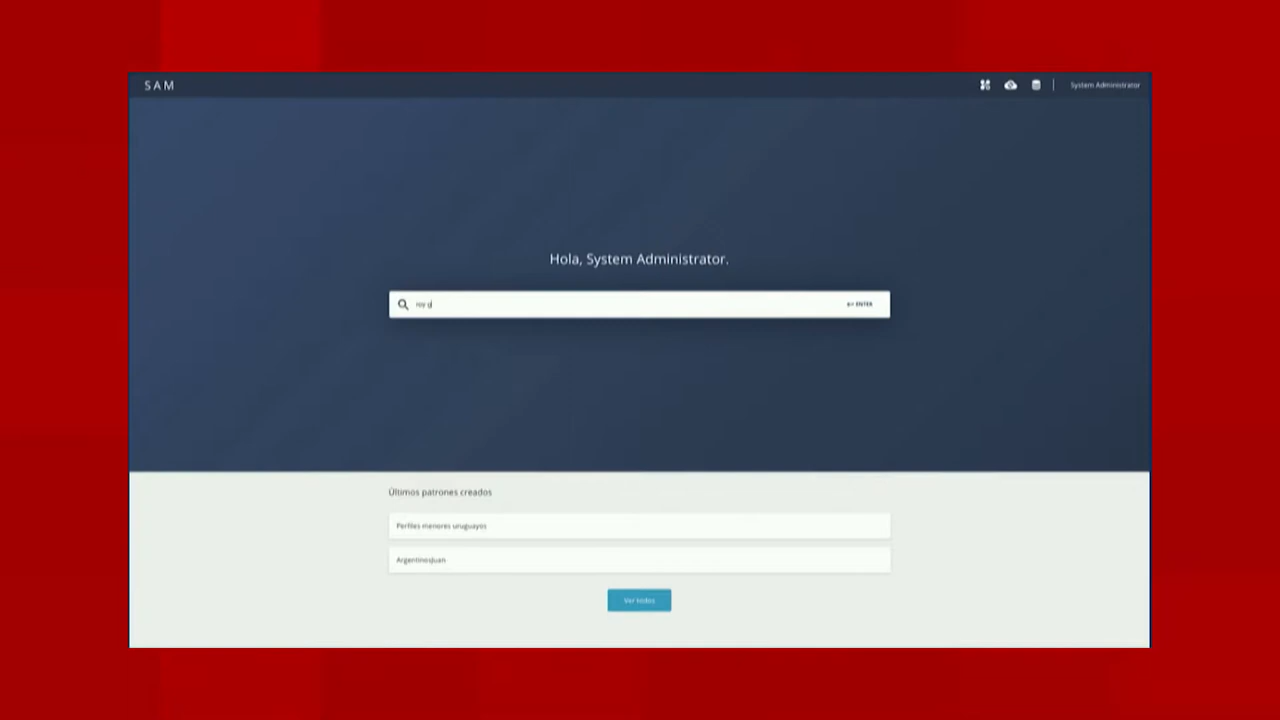 SAM
System Administrator
Hola, System Administrator.
ENTER
Últimos patrones creados
Perfiles menores uruguayos
ArgentinosJuan
Ver todos